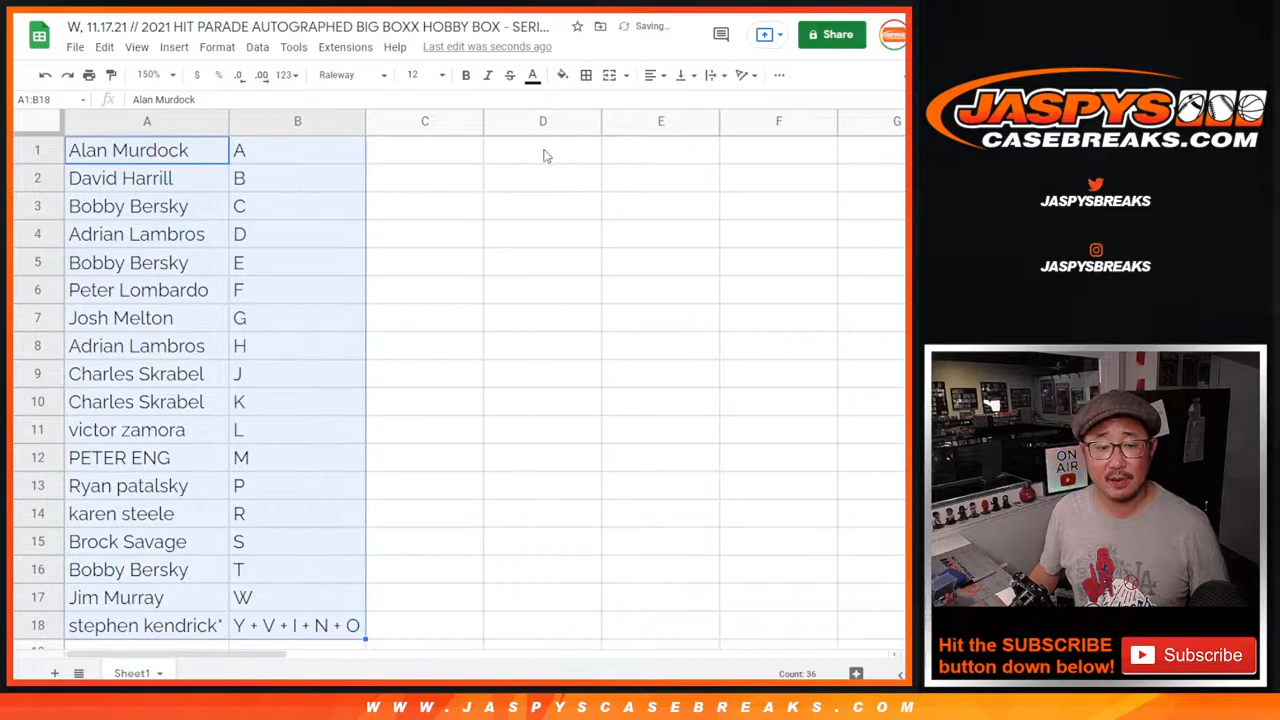 W, 11.17.21 // 2021 HIT PARADE AUTOGRAPHED BIG BOXX HOBBY BOX - SERI...
Saving...
File Edit View Insert Format Data Tools Extensions Help Last edit was seconds ago
Share
150% $ % .0 .00 123 Raleway 12 B I S A
A1:B18 fx Alan Murdock
A B C D E F G
1 Alan Murdock A
2 David Harrill B
3 Bobby Bersky C
4 Adrian Lambros D
5 Bobby Bersky E
6 Peter Lombardo F
7 Josh Melton G
8 Adrian Lambros H
9 Charles Skrabel J
10 Charles Skrabel K
11 victor zamora L
12 PETER ENG M
13 Ryan patalsky P
14 karen steele R
15 Brock Savage S
16 Bobby Bersky T
17 Jim Murray W
18 stephen kendrick* Y + V + I + N + O
Sheet1
Count: 36
JASPYS
CASEBREAKS.COM
JASPYSBREAKS
JASPYSBREAKS
ON
AIR
Hit the SUBSCRIBE
button down below!
Subscribe
WWW.JASPYSCASEBREAKS.COM